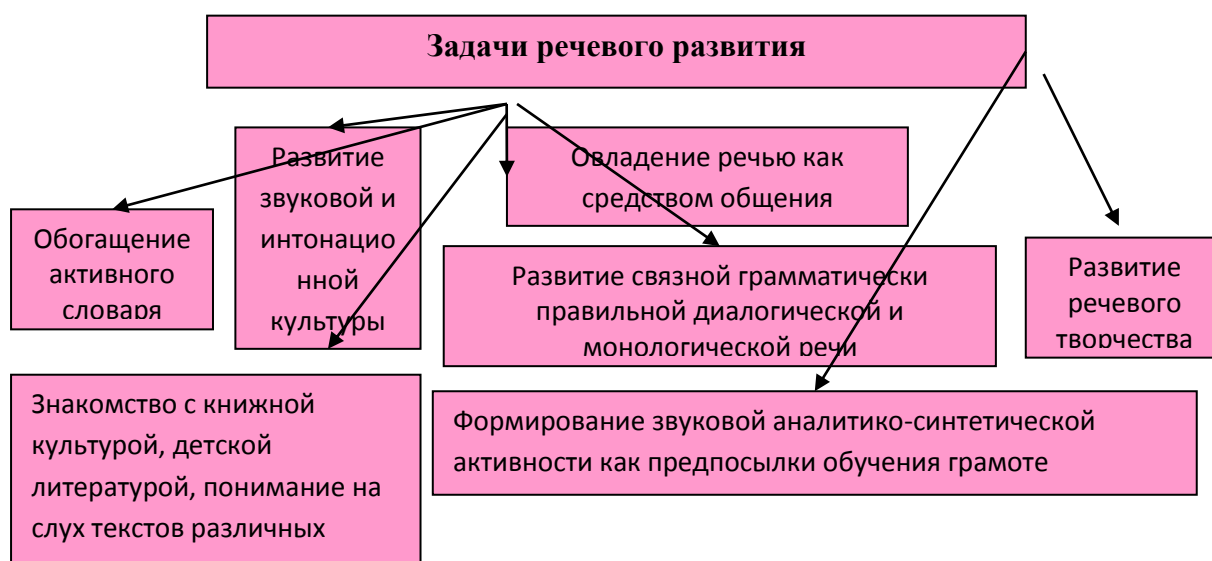 Задачи речевого развития
Развитие
звуковой и
интонацио
нной
культуры
Овладение речью как
средством общения
Обогащение
активного
словаря
Развитие связной грамматически
правильной диалогической и
монологической речи
Развитие
речевого
творчества
Знакомство с книжной
культурой, детской
литературой, понимание на
слух текстов различных
Формирование звуковой аналитико-синтетической
активности как предпосылки обучения грамоте